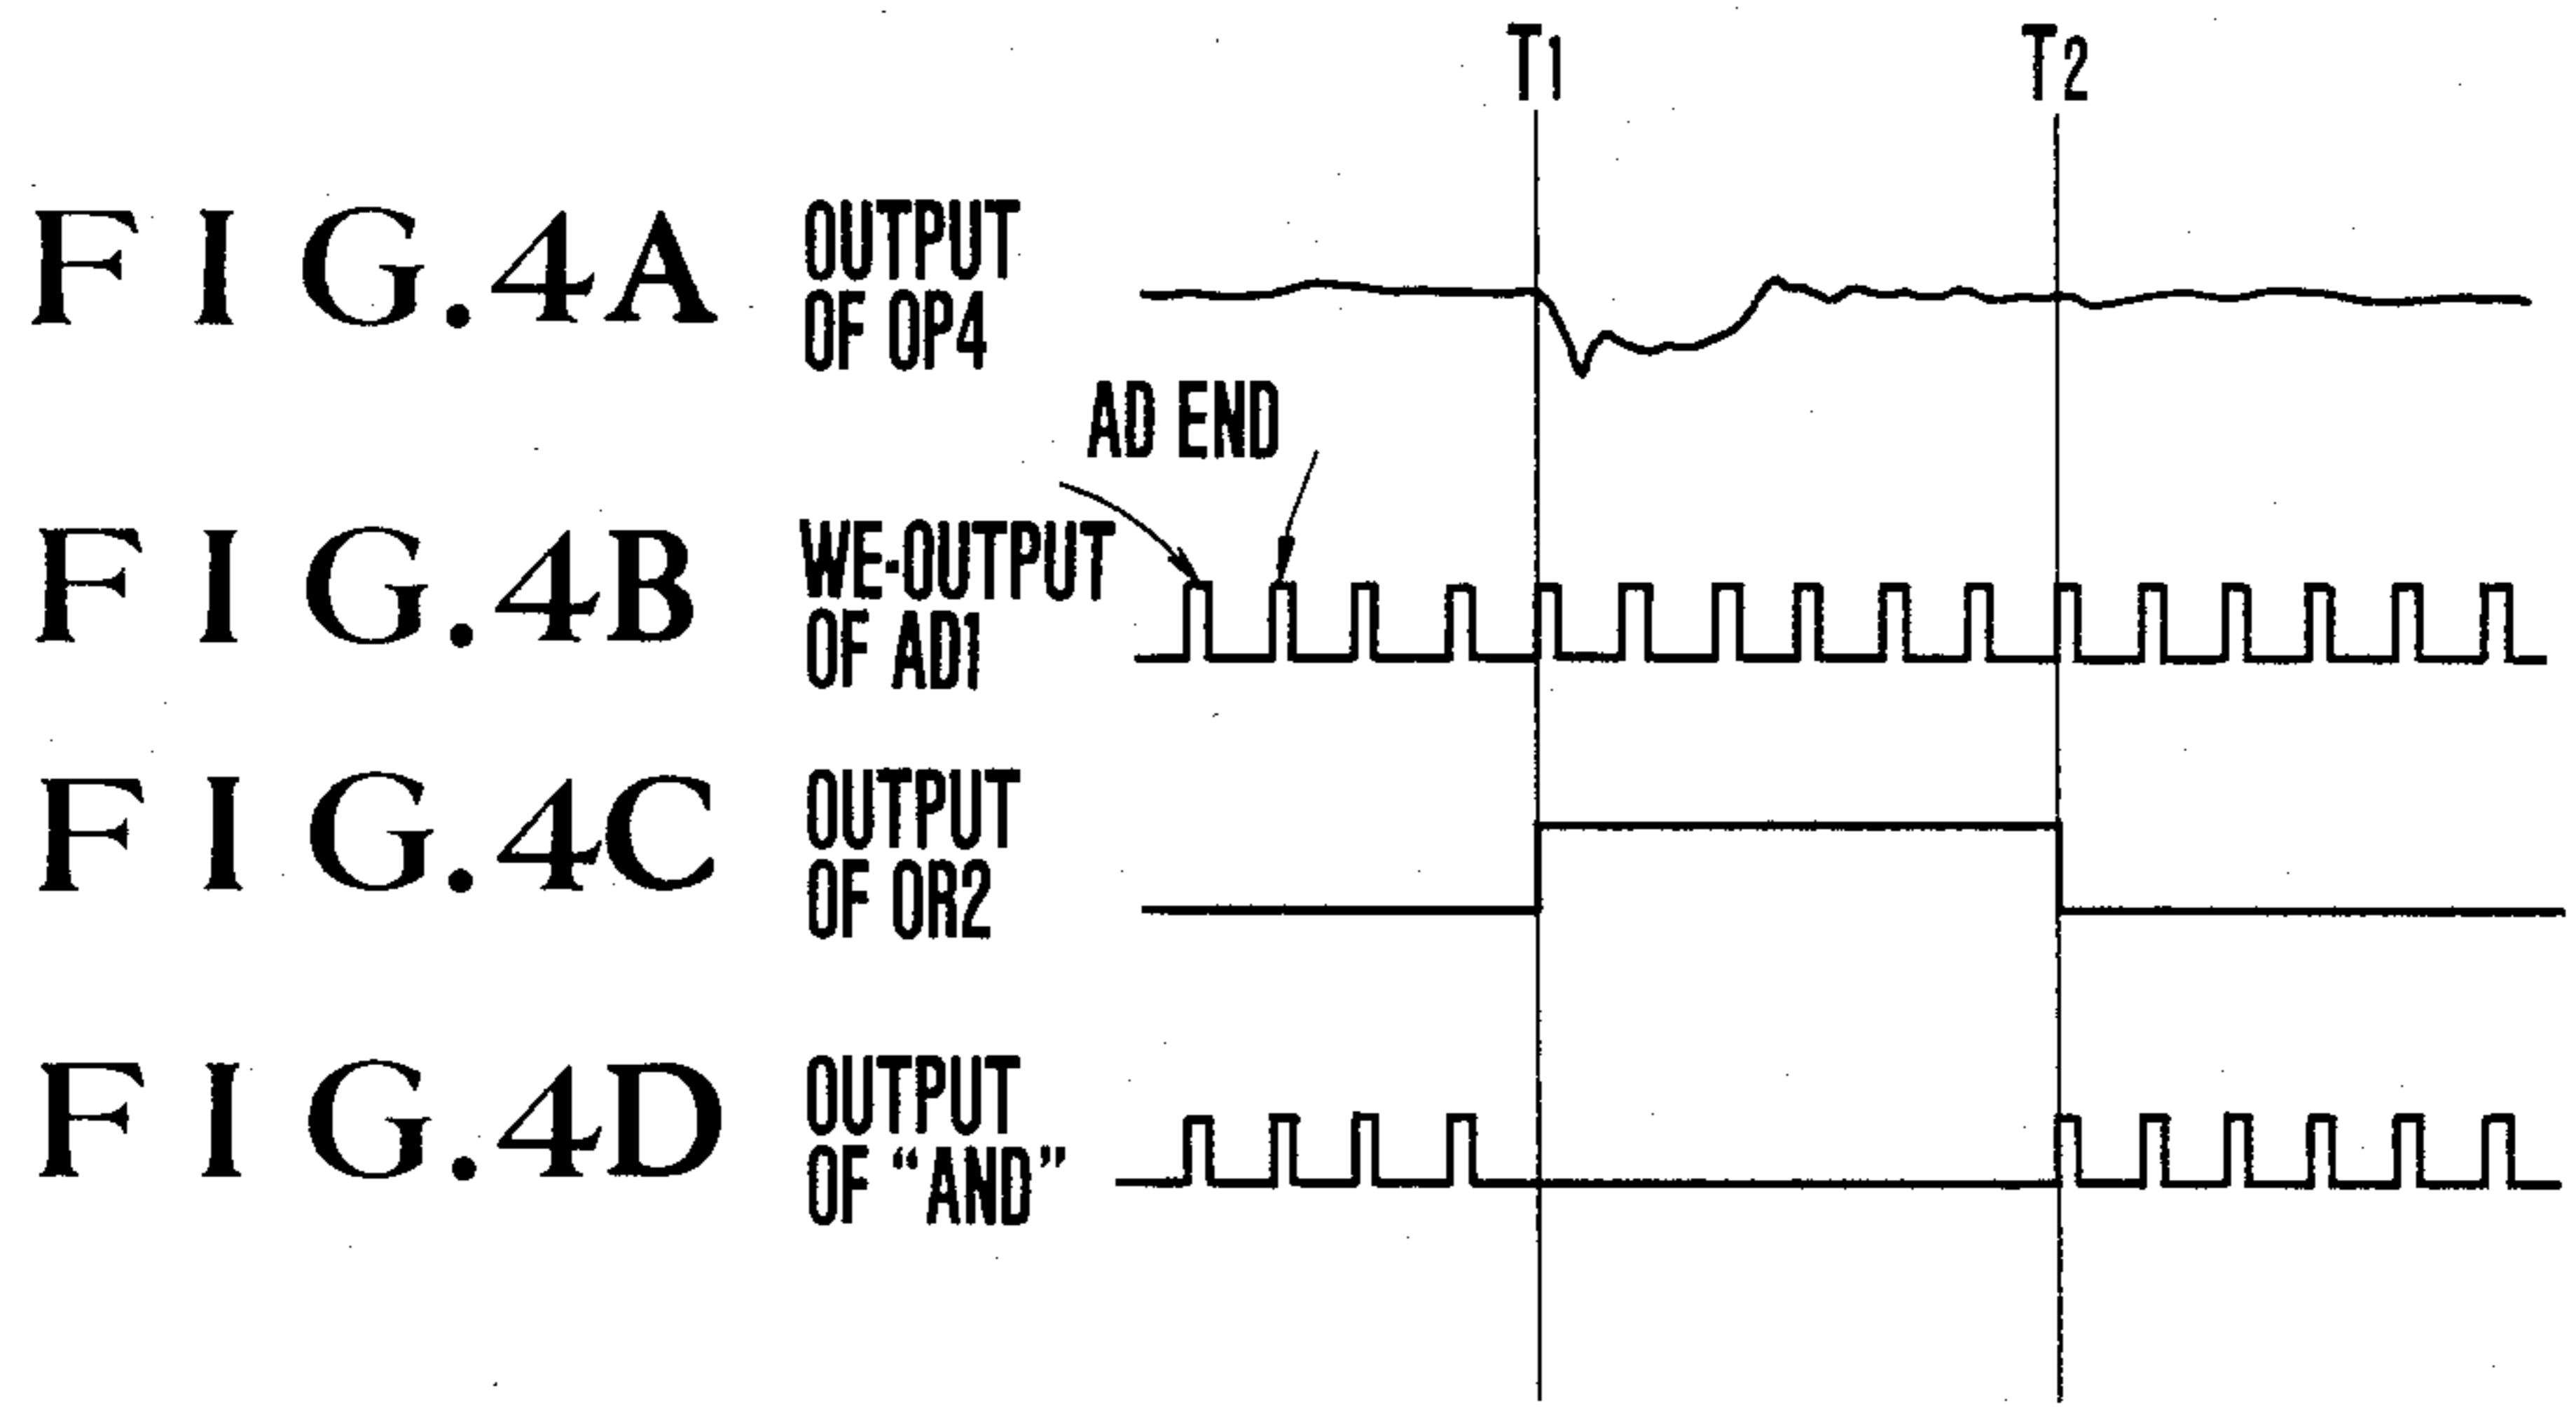 T1 T2
FIG.4A OUTPUT
OF OP4
AD END
FIG.4B WE-OUTPUT
OF AD1
FIG.4C OUTPUT
OF OR2
FIG.4D OUTPUT
OF “AND”